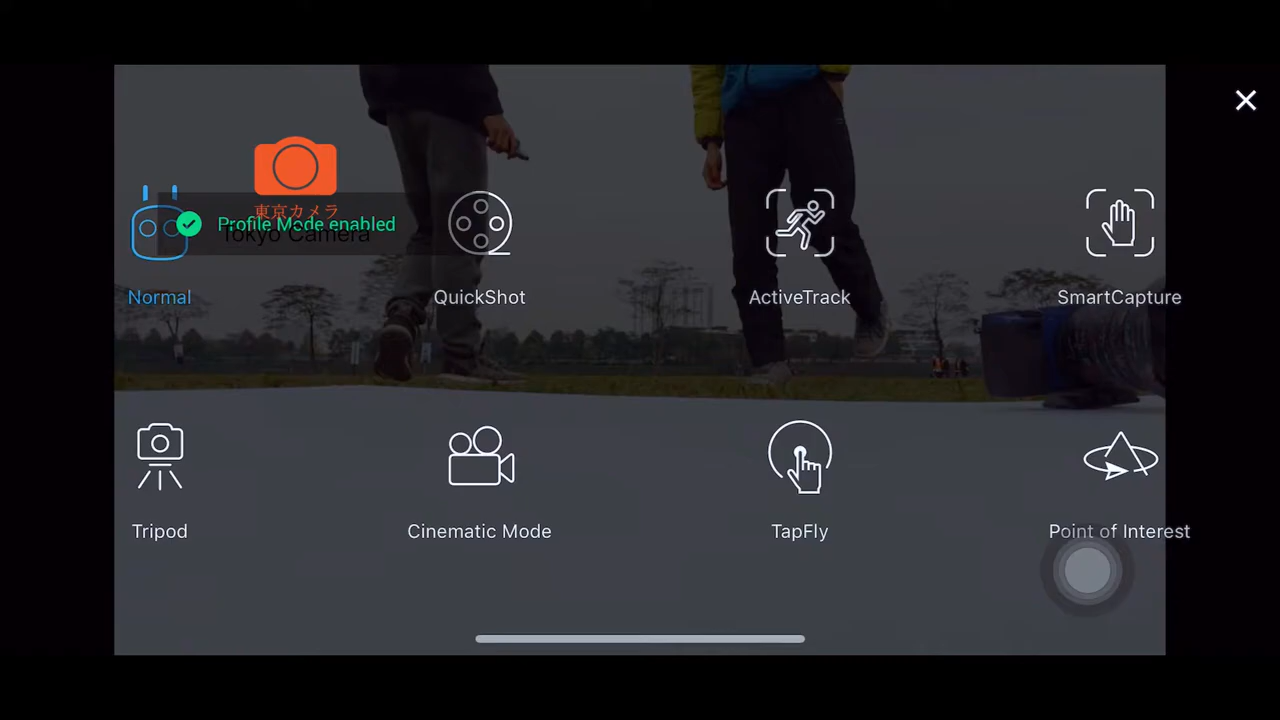 東京カメラ
Profile Mode enabled
Tokyo Camera
Normal
QuickShot
ActiveTrack
SmartCapture
Tripod
Cinematic Mode
TapFly
Point of Interest